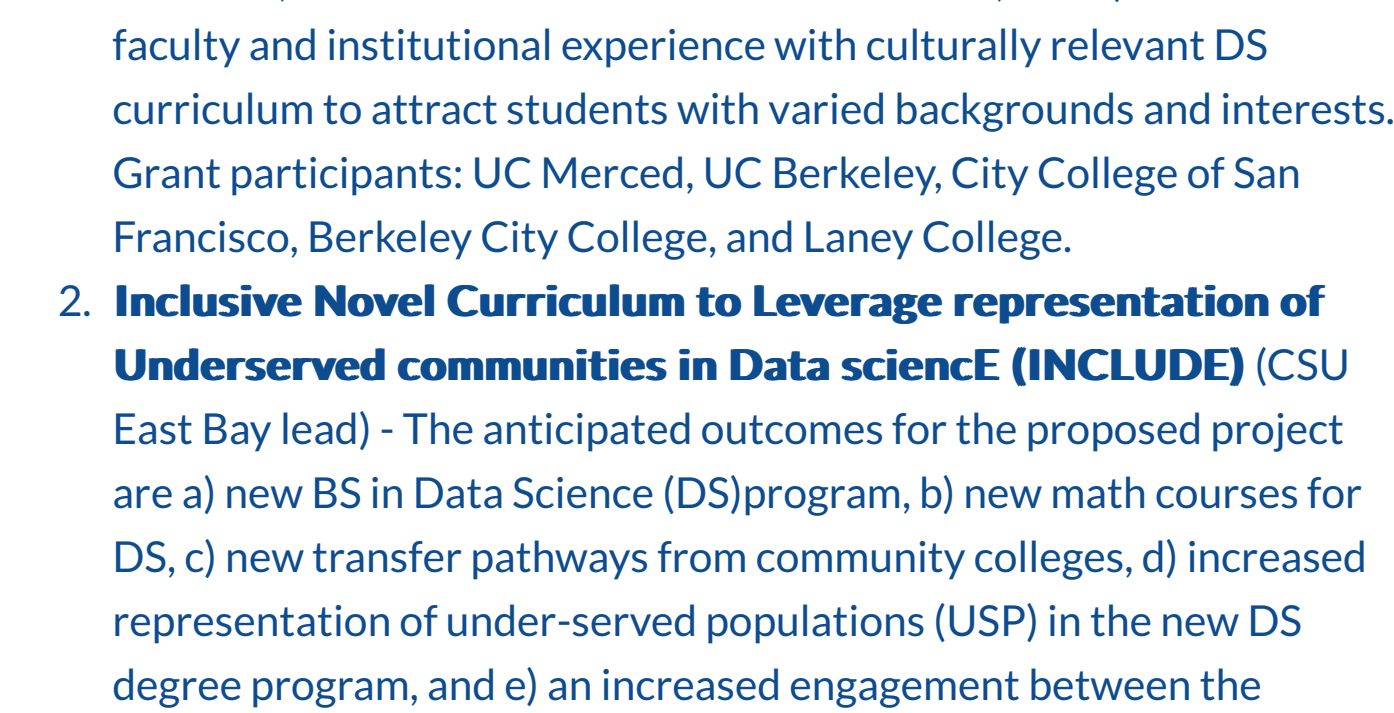 faculty and institutional experience with culturally relevant DS
curriculum to attract students with varied backgrounds and interests.
Grant participants: UC Merced, UC Berkeley, City College of San
Francisco, Berkeley City College, and Laney College.
2. Inclusive Novel Curriculum to Leverage representation of
Underserved communities in Data sciencE (INCLUDE) (CSU
East Bay lead) - The anticipated outcomes for the proposed project
are a) new BS in Data Science (DS)program, b) new math courses for
DS, c) new transfer pathways from community colleges, d) increased
representation of under-served populations (USP) in the new DS
degree program, and e) an increased engagement between the